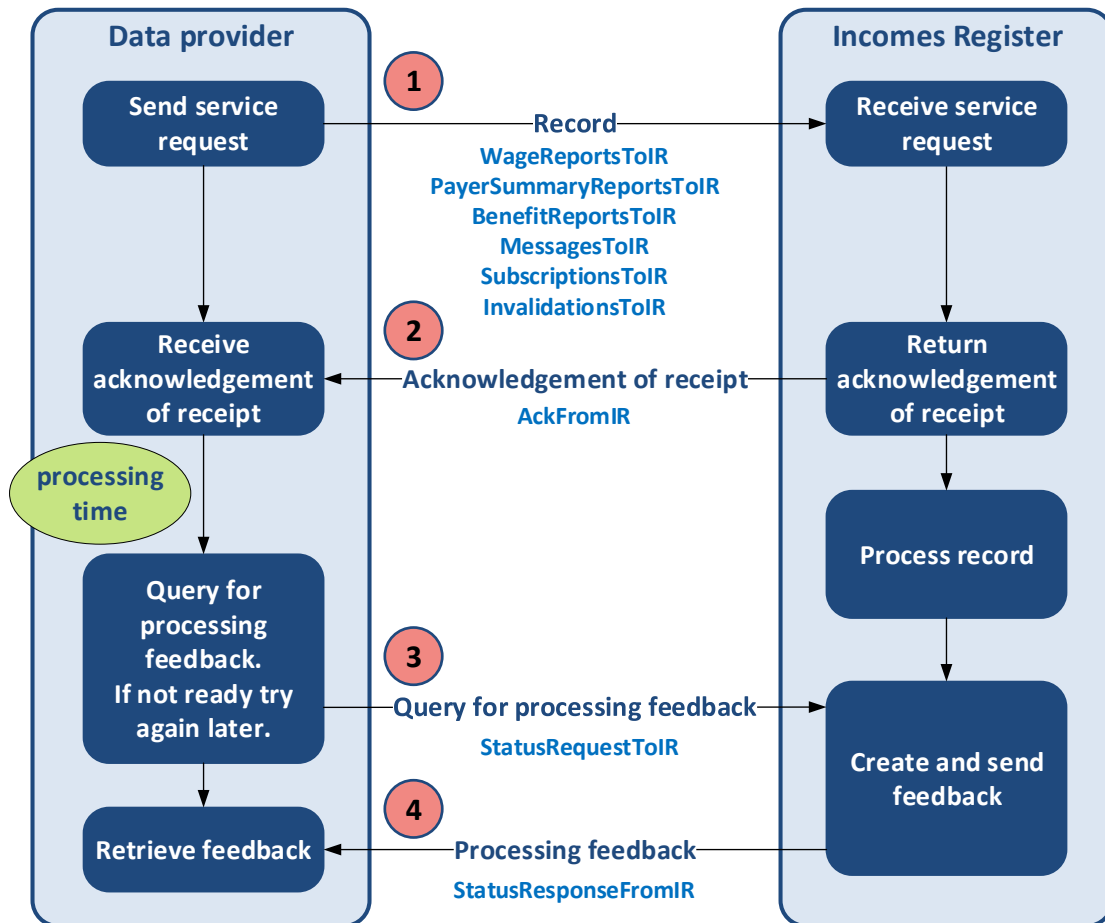 Data provider
Incomes Register
1
Send service
request
Receive service
request
Record
WageReportsToIR
PayerSummaryReportsToIR
BenefitReportsToIR
MessagesToIR
SubscriptionsToIR
InvalidationsToIR
2
Receive
acknowledgement
of receipt
Acknowledgement of receipt
AckFromIR
Return
acknowledgement
of receipt
processing
time
Process record
Query for
processing
feedback.
If not ready try
again later.
3
Query for processing feedback
StatusRequestToIR
Create and send
feedback
4
Retrieve feedback
Processing feedback
StatusResponseFromIR